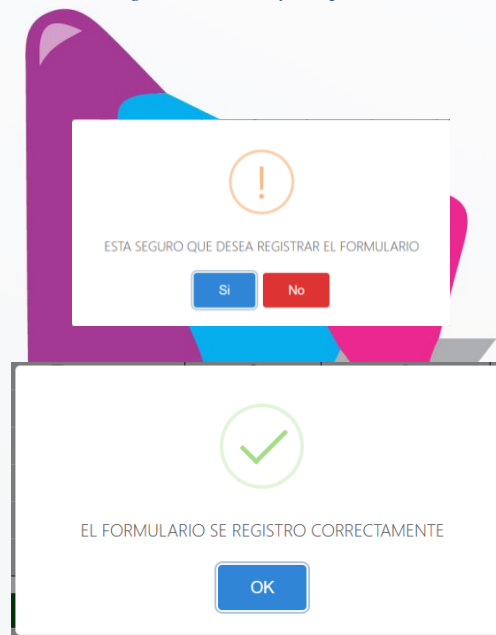 ESTA SEGURO QUE DESEA REGISTRAR EL FORMULARIO
Si No
EL FORMULARIO SE REGISTRO CORRECTAMENTE
OK